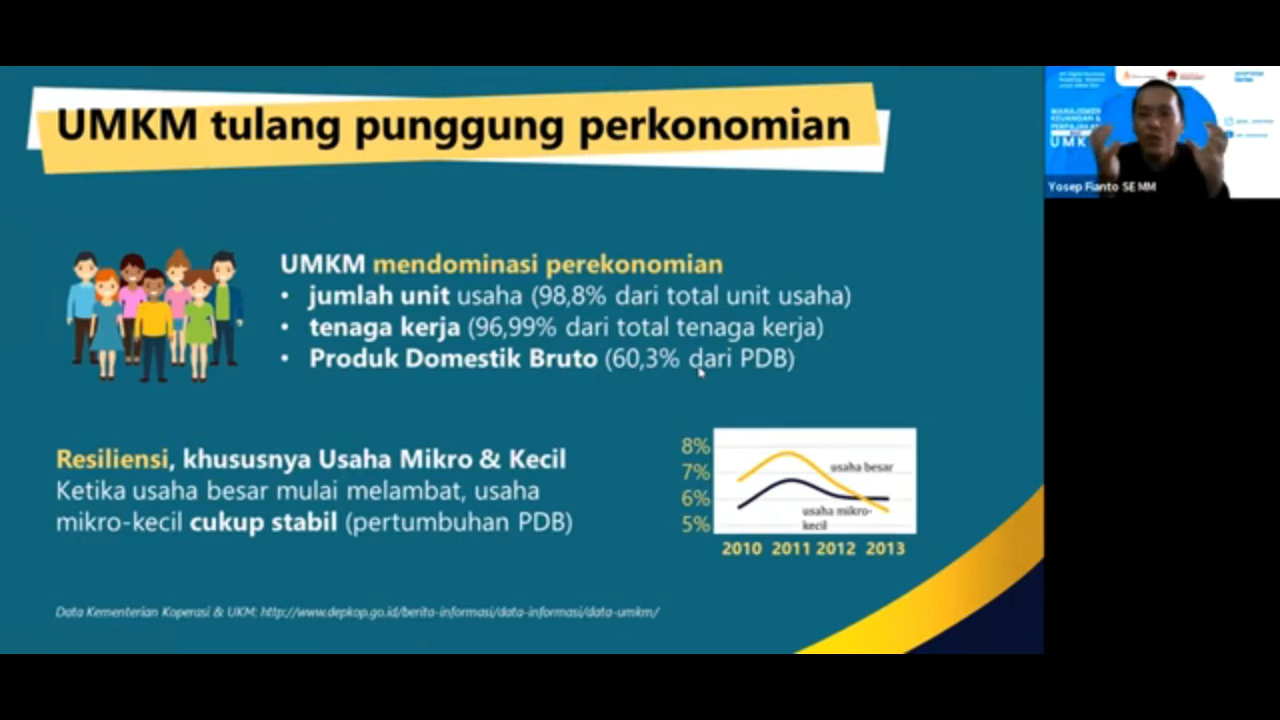 UMKM tulang punggung perkonomian
UMKM mendominasi perekonomian
• jumlah unit usaha (98,8% dari total unit usaha)
• tenaga kerja (96,99% dari total tenaga kerja)
• Produk Domestik Bruto (60,3% dari PDB)
Resiliensi, khususnya Usaha Mikro & Kecil
Ketika usaha besar mulai melambat, usaha
mikro-kecil cukup stabil (pertumbuhan PDB)
8%
7%
6%
5%
usaha besar
usaha mikro-
kecil
2010 2011 2012 2013
Data Kementerian Koperasi & UKM: http://www.depkop.go.id/berita-informasi/data-informasi/data-umkm/
MANAJEMEN
KEUANGAN &
UMK
Yosep Fianto SE MM